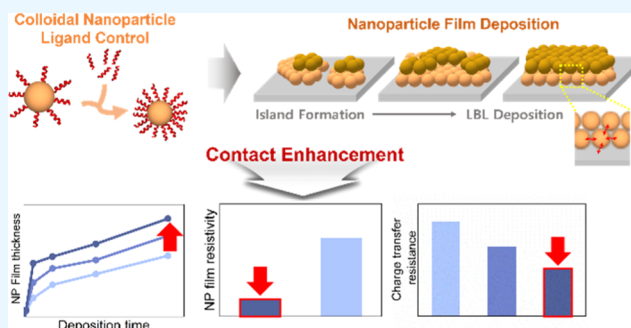 Colloidal Nanoparticle
Ligand Control
Nanoparticle Film Deposition
Island Formation
LBL Deposition
Contact Enhancement
NP Film thickness
Deposition time
NP film resistivity
Charge transfer
resistance